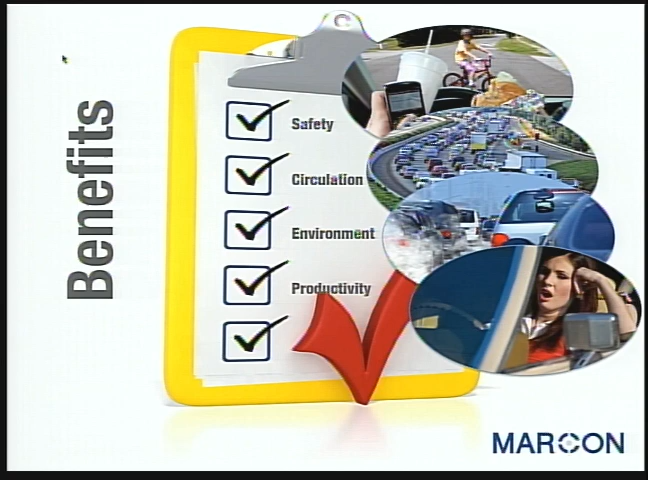 Benefits
Safety
Circulation
Environment
Productivity
MARCON